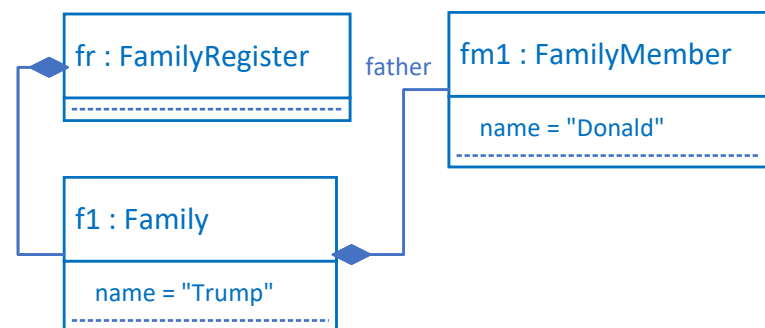 fr : FamilyRegister
father
fm1 : FamilyMember
name = "Donald"
f1 : Family
name = "Trump"